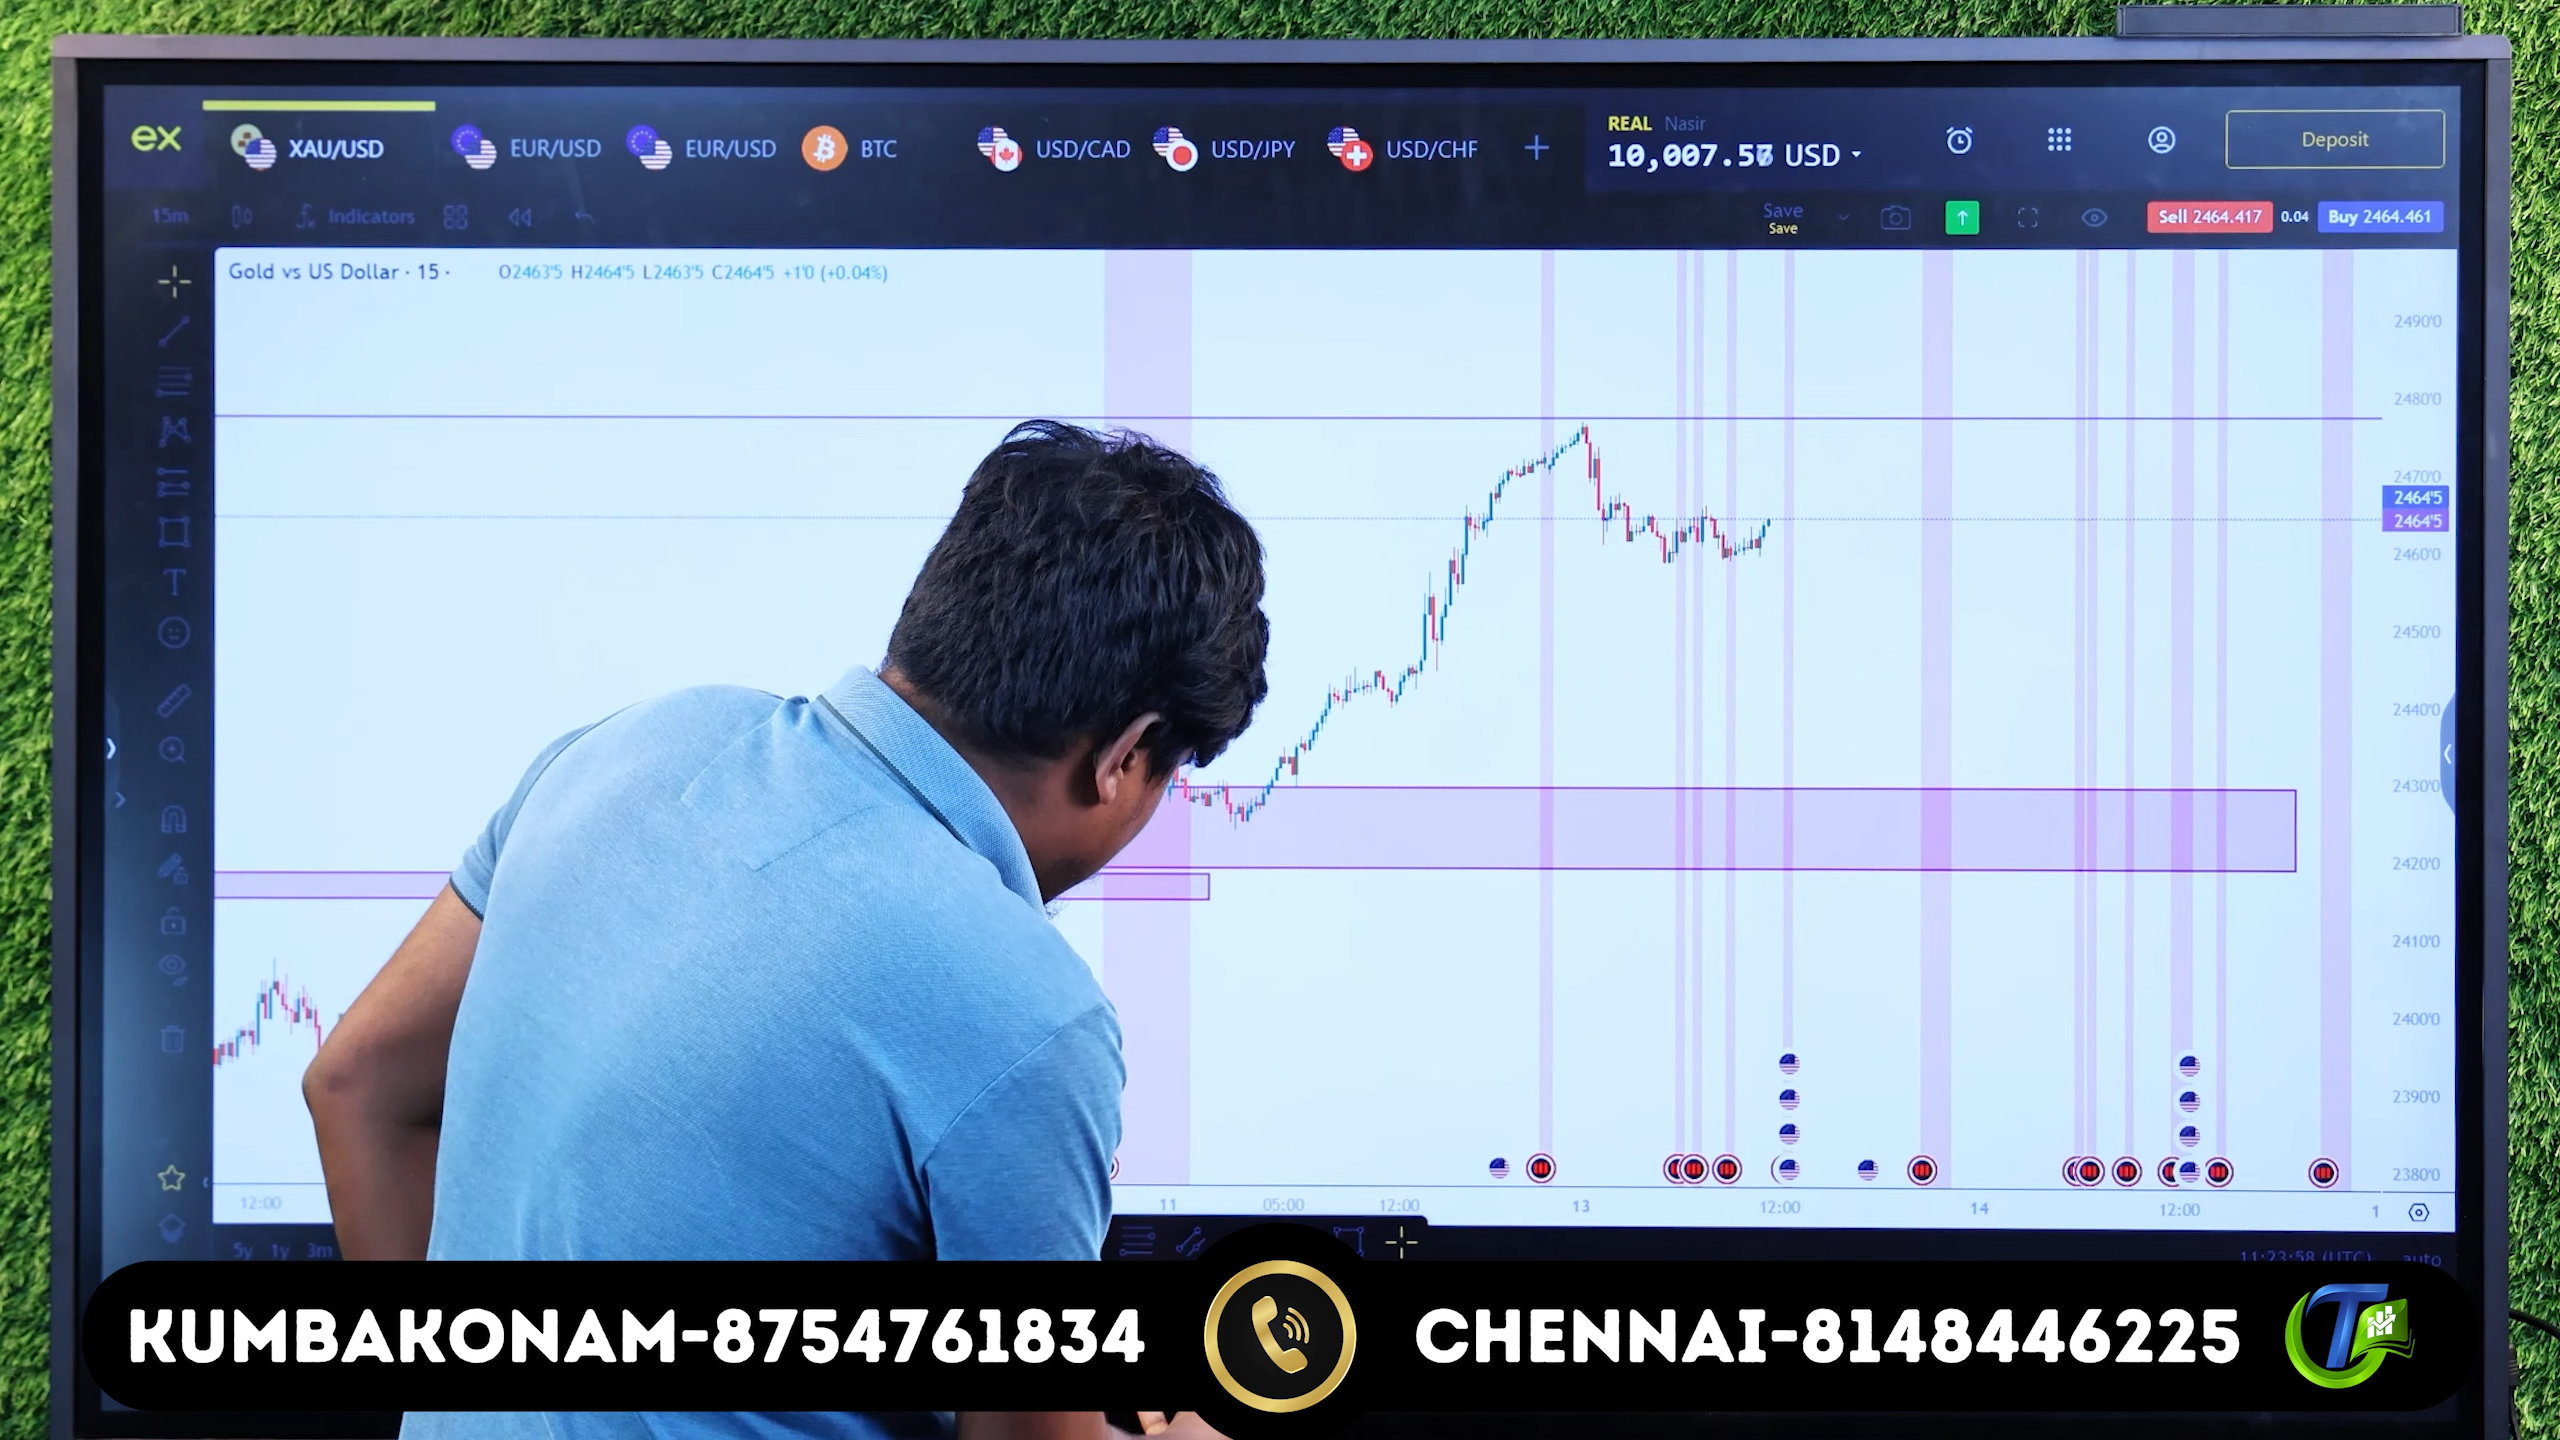 ex
XAU/USD
EUR/USD
EUR/USD
BTC
USD/CAD
USD/JPY
USD/CHF
REAL Nasir
USD
Deposit
15m
Indicators
Save
Save
Sell 2464.417
0.04
Buy 2464.461
Gold vs US Dollar · 15 ·
O2463'5 H2464'5 L2463'5 C2464'5 +1'0 (+0.04%)
2490'0
2480'0
2470'0
2464'5
2464'5
2460'0
2450'0
2440'0
2430'0
2420'0
2410'0
2400'0
2390'0
2380'0
12:00
11
05:00
12:00
13
12:00
14
12:00
1
5y 1y 3m
11:23:58 (UTC)
auto
KUMBAKONAM-8754761834
CHENNAI-8148446225